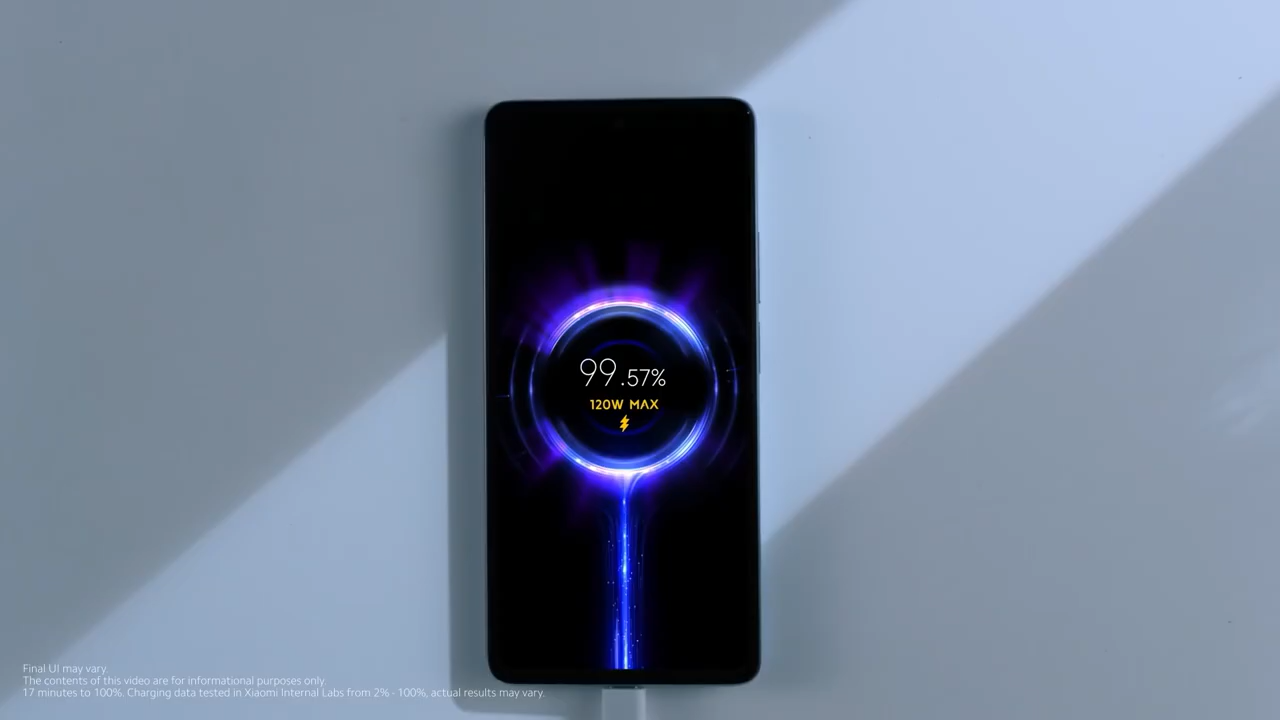 99.57%
120W MAX
Final UI may vary.
The contents of this video are for informational purposes only.
17 minutes to 100%. Charging data tested in Xiaomi Internal Labs from 2% - 100%, actual results may vary.